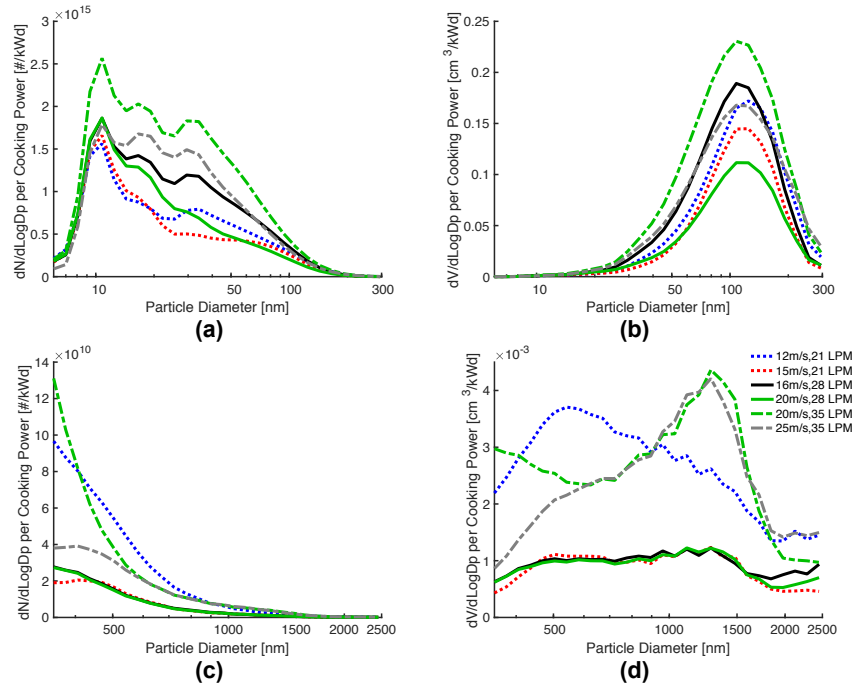 ×10^15
3
2.5
2
1.5
1
0.5
0
dN/dLogDp per Cooking Power [#/kWd]
10 50 100 300
Particle Diameter [nm]
(a)
0.25
0.2
0.15
0.1
0.05
0
dV/dLogDp per Cooking Power [cm^3/kWd]
10 50 100 300
Particle Diameter [nm]
(b)
×10^10
14
12
10
8
6
4
2
0
dN/dLogDp per Cooking Power [#/kWd]
500 1000 1500 2000 2500
Particle Diameter [nm]
(c)
×10^-3
4
3
2
1
0
dV/dLogDp per Cooking Power [cm^3/kWd]
500 1000 1500 2000 2500
Particle Diameter [nm]
(d)
12m/s,21 LPM
15m/s,21 LPM
16m/s,28 LPM
20m/s,28 LPM
20m/s,35 LPM
25m/s,35 LPM